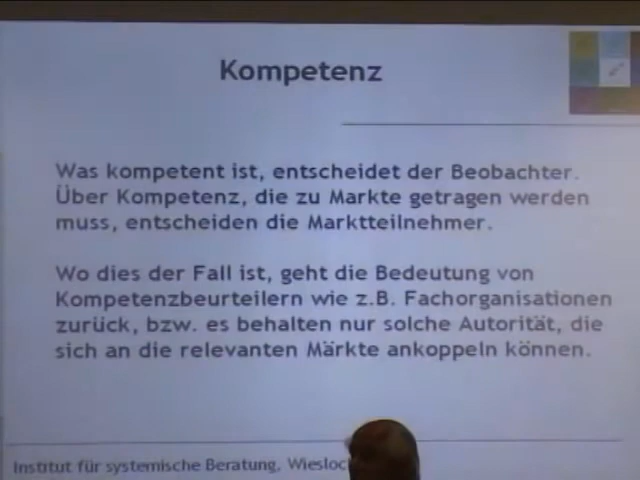 Kompetenz
Was kompetent ist, entscheidet der Beobachter.
Über Kompetenz, die zu Markte getragen werden
muss, entscheiden die Marktteilnehmer.
Wo dies der Fall ist, geht die Bedeutung von
Kompetenzbeurteilern wie z.B. Fachorganisationen
zurück, bzw. es behalten nur solche Autorität, die
sich an die relevanten Märkte ankoppeln können.
Institut für systemische Beratung,